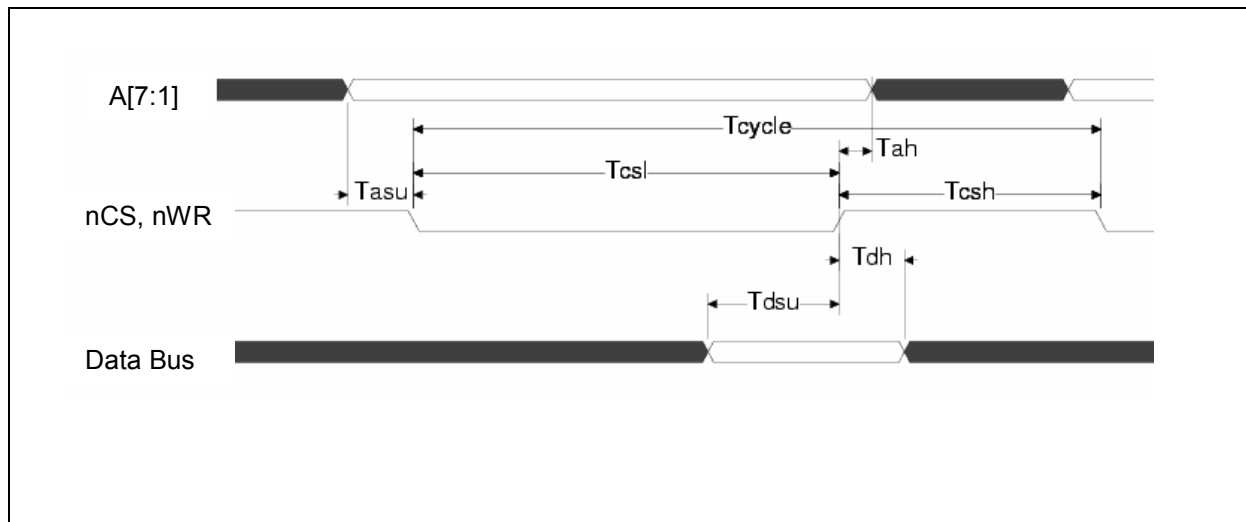 A[7:1]
Tcycle
Tah
Tcsl
Tasu
Tcsh
nCS, nWR
Tdh
Tdsu
Data Bus